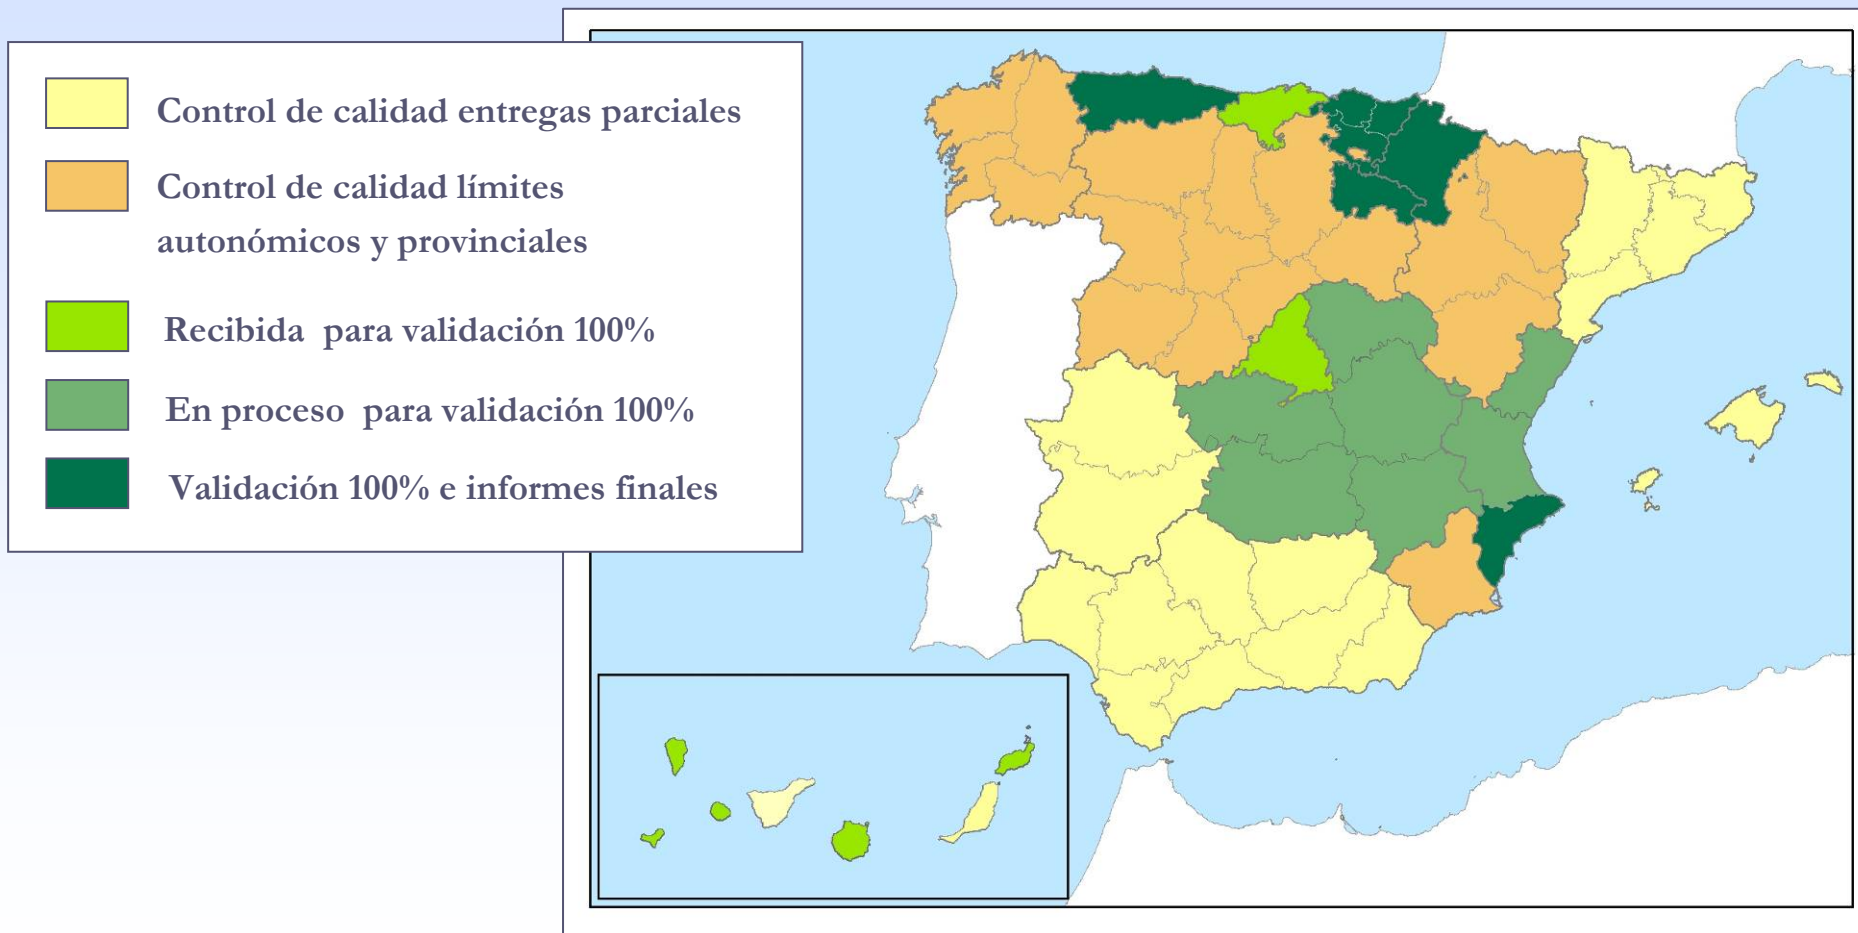 Control de calidad entregas parciales
Control de calidad límites
autonómicos y provinciales
Recibida para validación 100%
En proceso para validación 100%
Validación 100% e informes finales